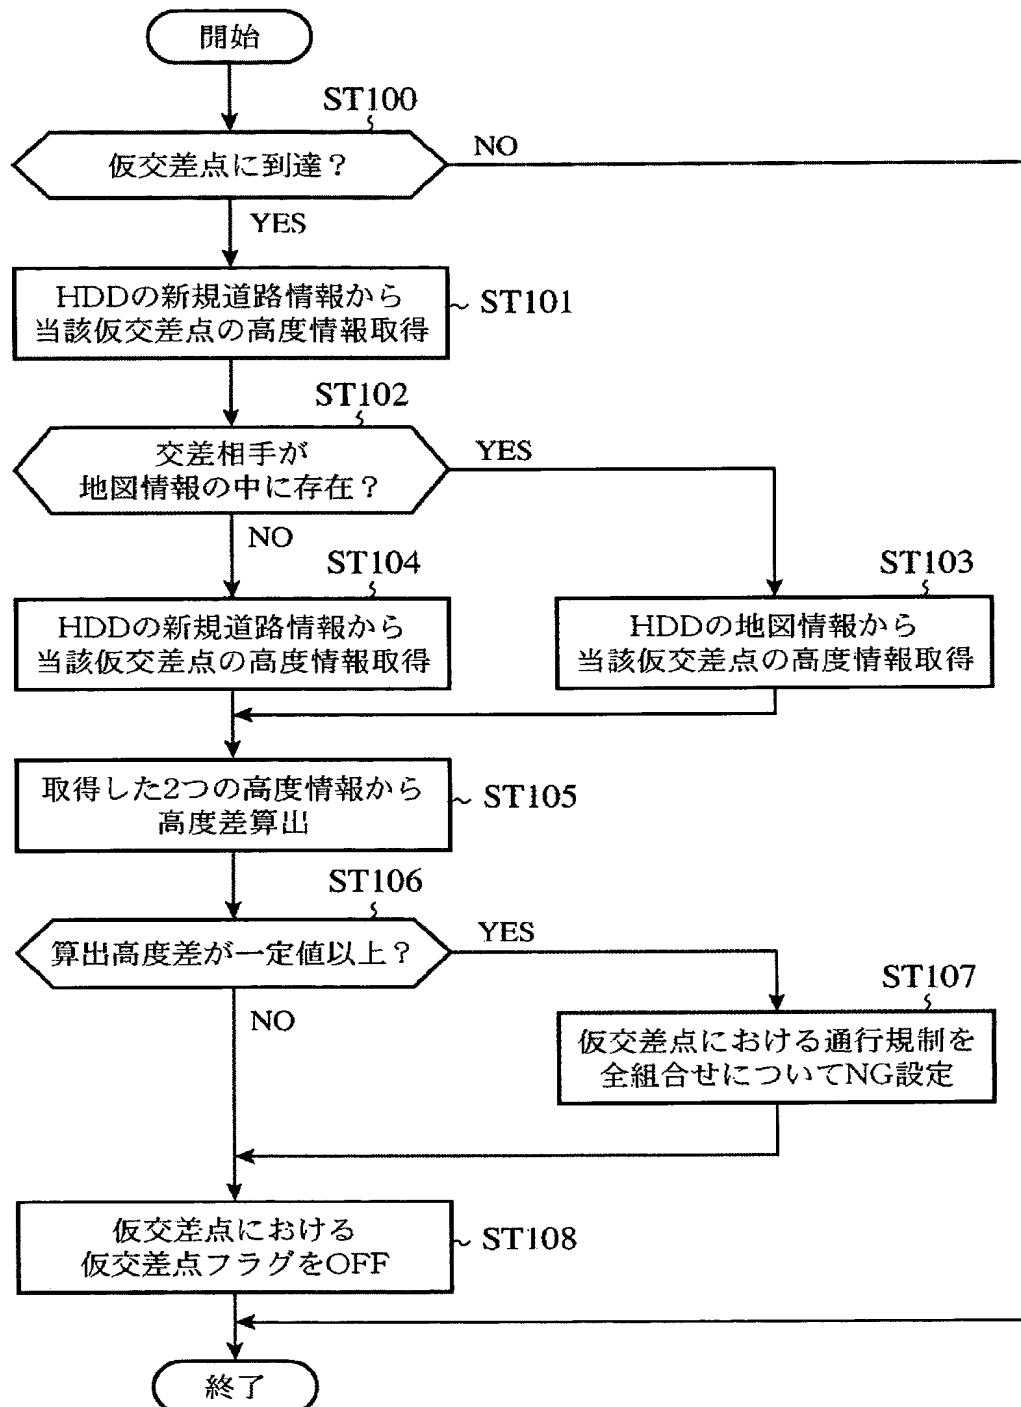 開始
ST100
仮交差点に到達？
NO
YES
HDDの新規道路情報から
当該仮交差点の高度情報取得
ST101
ST102
交差相手が
地図情報の中に存在？
YES
NO
ST104
HDDの新規道路情報から
当該仮交差点の高度情報取得
ST103
HDDの地図情報から
当該仮交差点の高度情報取得
取得した2つの高度情報から
高度差算出
ST105
ST106
算出高度差が一定値以上？
YES
NO
ST107
仮交差点における通行規制を
全組合せについてNG設定
仮交差点における
仮交差点フラグをOFF
ST108
終了